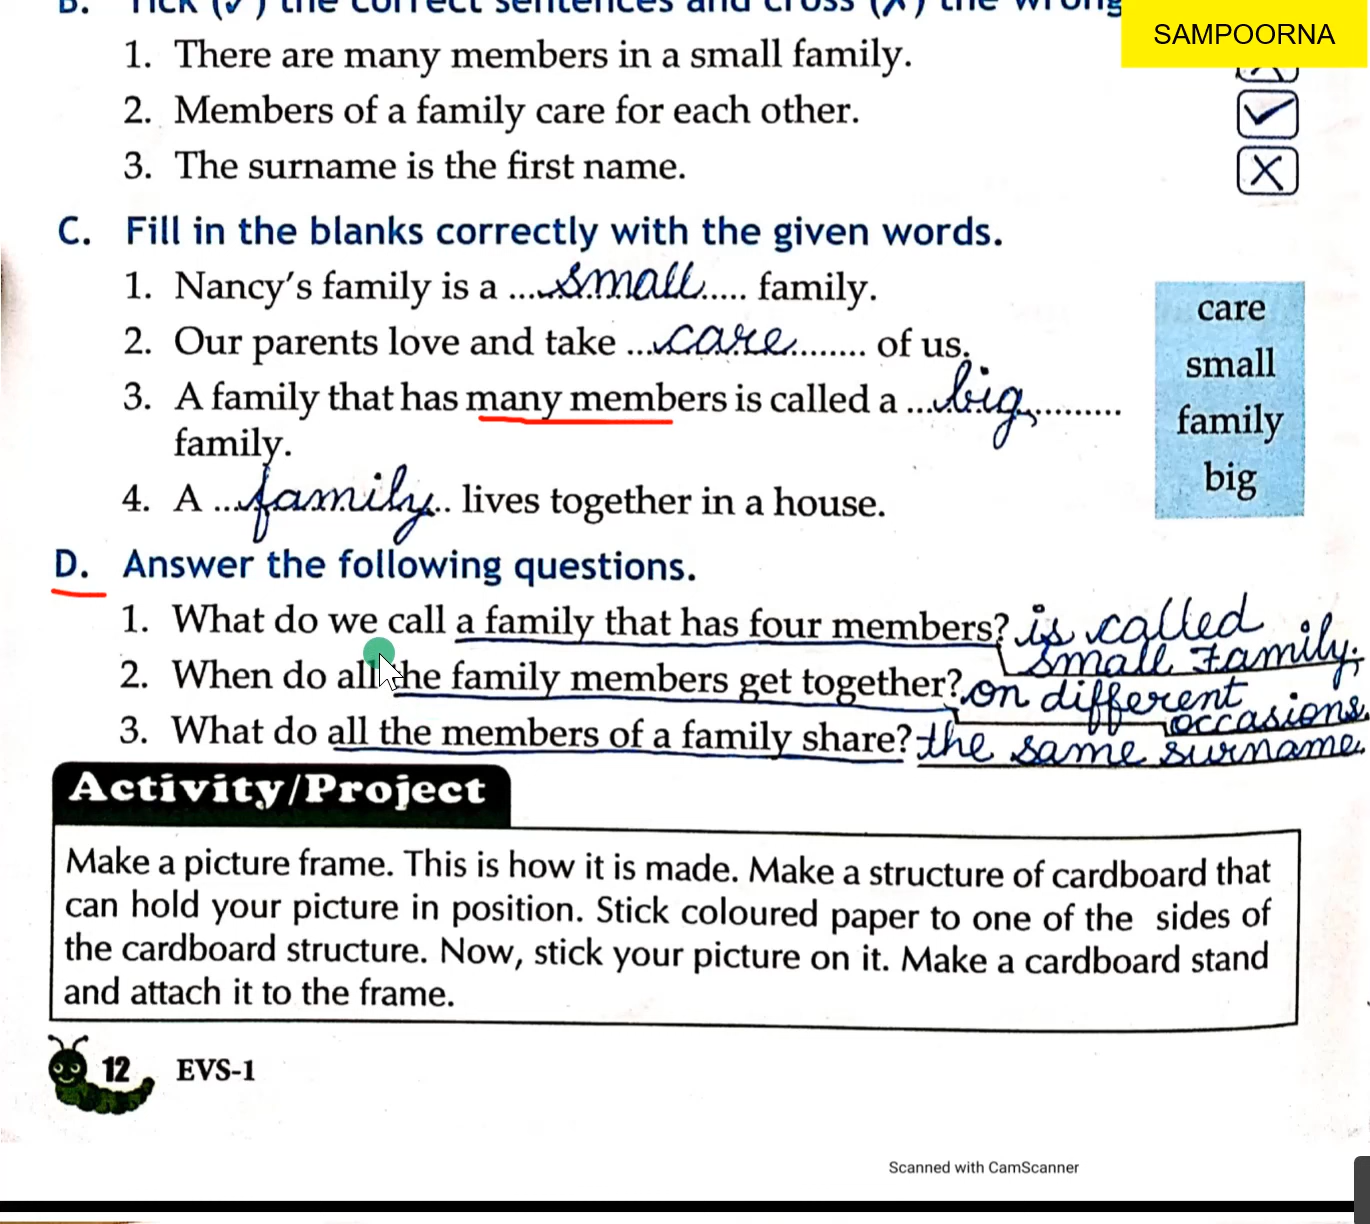 B. Tick (✓) the correct sentences and cross (✗) the wrong
SAMPOORNA
1. There are many members in a small family.
2. Members of a family care for each other. ✓
3. The surname is the first name. X
C. Fill in the blanks correctly with the given words.
1. Nancy's family is a ...small..... family.
2. Our parents love and take ...care........ of us.
3. A family that has many members is called a ...big..........
family.
4. A ...family.. lives together in a house.
care
small
family
big
D. Answer the following questions.
1. What do we call a family that has four members? is called
small family.
2. When do all the family members get together? on different
occasions.
3. What do all the members of a family share? the same surname.
Activity/Project
Make a picture frame. This is how it is made. Make a structure of cardboard that
can hold your picture in position. Stick coloured paper to one of the sides of
the cardboard structure. Now, stick your picture on it. Make a cardboard stand
and attach it to the frame.
12 EVS-1
Scanned with CamScanner